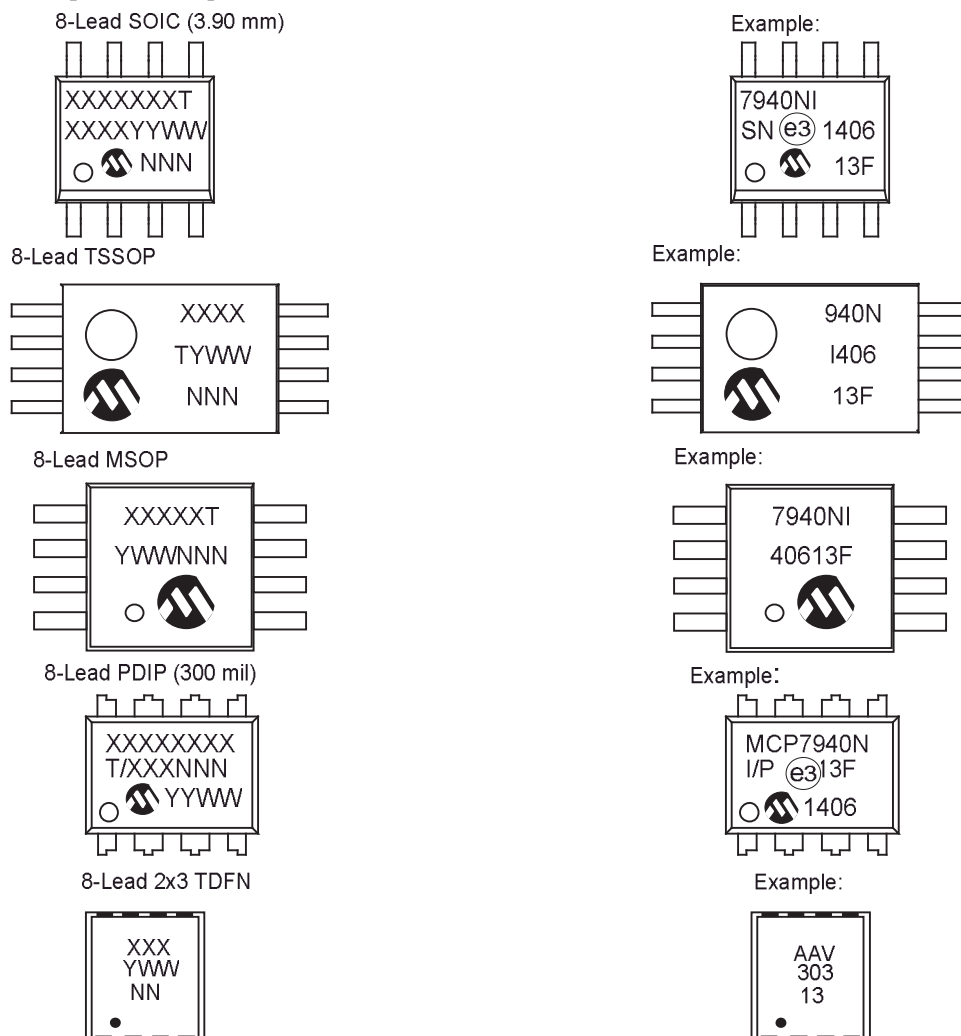 8-Lead SOIC (3.90 mm)
XXXXXXXT
XXXXYYWW
NNN
Example:
7940NI
SN e3 1406
13F
8-Lead TSSOP
XXXX
TYWW
NNN
Example:
940N
I406
13F
8-Lead MSOP
XXXXXT
YWWNNN
Example:
7940NI
40613F
8-Lead PDIP (300 mil)
XXXXXXXX
T/XXXNNN
YYWW
Example:
MCP7940N
I/P e3 13F
1406
8-Lead 2x3 TDFN
XXX
YWW
NN
Example:
AAV
303
13